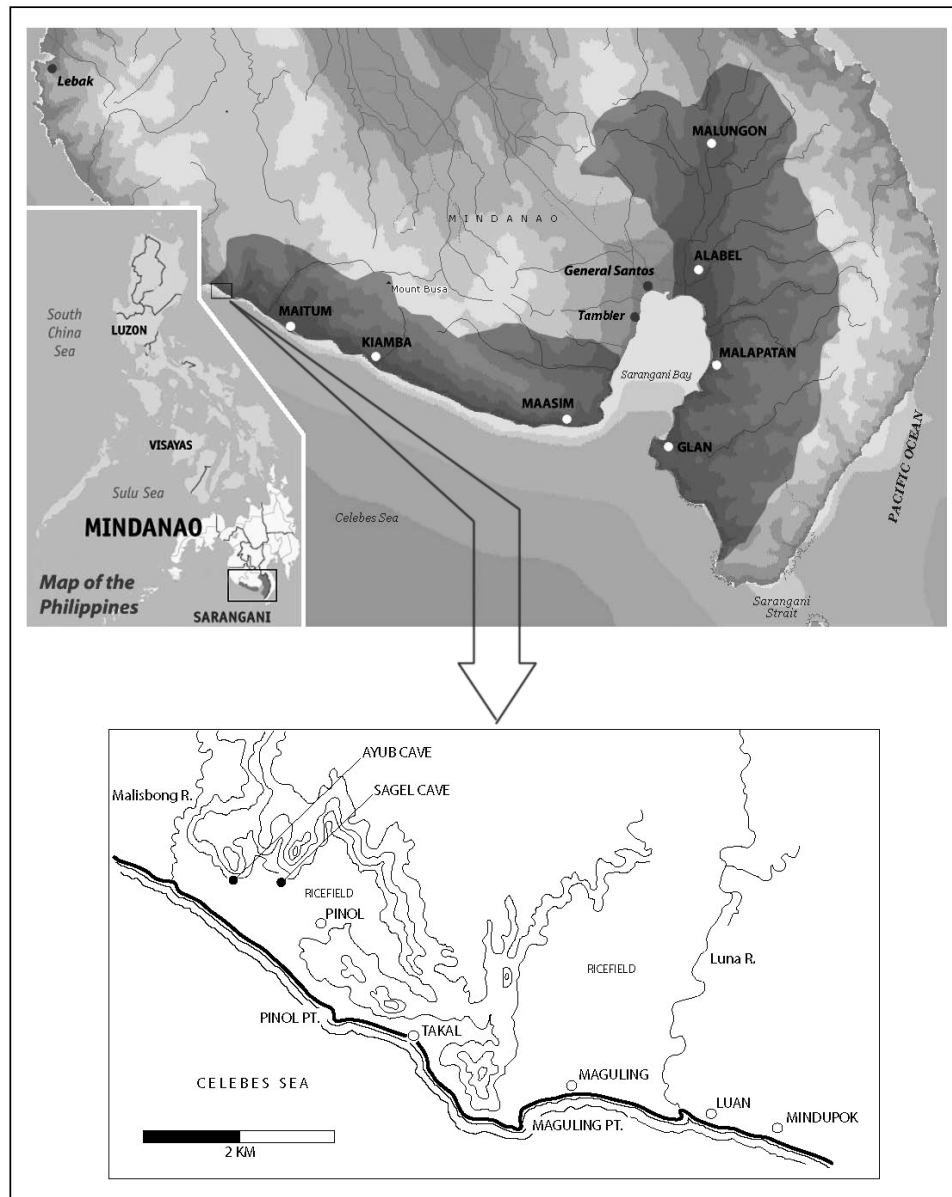 Lebak
MALUNGON
MINDANAO
ALABEL
General Santos
Mount Busa
Tambler
MAITUM
South
China
Sea
LUZON
KIAMBA
MALAPATAN
Sarangani Bay
MAASIM
GLAN
VISAYAS
PACIFIC OCEAN
Sulu Sea
Celebes Sea
MINDANAO
Map of the
Philippines
SARANGANI
Sarangani
Strait
AYUB CAVE
Malisbong R.
SAGEL CAVE
RICEFIELD
PINOL
Luna R.
RICEFIELD
PINOL PT.
TAKAL
CELEBES SEA
MAGULING
LUAN
MINDUPOK
MAGULING PT.
2 KM